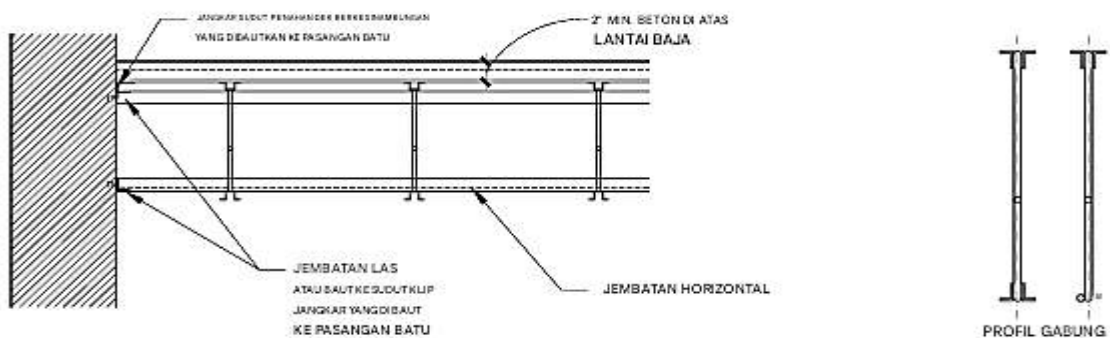 JANGKAR SUDUT PENAHAN DEK BERKESINAMBUNGAN
YANG DIBAUTKAN KE PASANGAN BATU
2" MIN. BETON DI ATAS
LANTAI BAJA
JEMBATAN LAS
ATAU BAUT KE SUDUT KLIP
JANGKAR YANG DIBAUT
KE PASANGAN BATU
JEMBATAN HORIZONTAL
PROFIL GABUNG